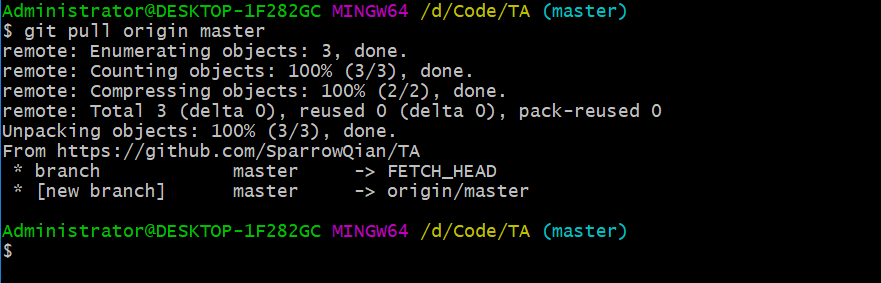 Administrator@DESKTOP-1F282GC MINGW64 /d/Code/TA (master)
$ git pull origin master
remote: Enumerating objects: 3, done.
remote: Counting objects: 100% (3/3), done.
remote: Compressing objects: 100% (2/2), done.
remote: Total 3 (delta 0), reused 0 (delta 0), pack-reused 0
Unpacking objects: 100% (3/3), done.
From https://github.com/SparrowQian/TA
 * branch            master     -> FETCH_HEAD
 * [new branch]      master     -> origin/master
Administrator@DESKTOP-1F282GC MINGW64 /d/Code/TA (master)
$